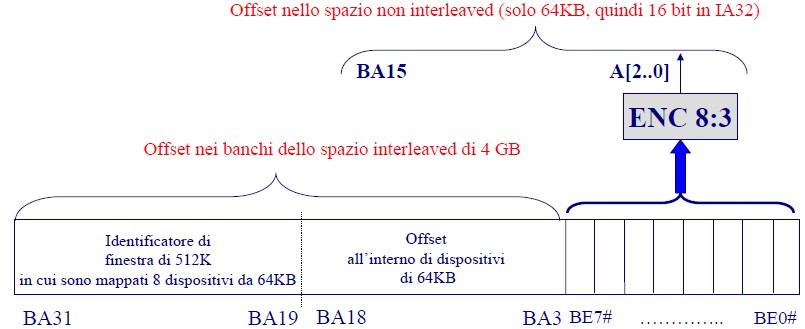 Offset nello spazio non interleaved (solo 64KB, quindi 16 bit in IA32)
BA15
A[2..0]
ENC 8:3
Offset nei banchi dello spazio interleaved di 4 GB
Identificatore di
finestra di 512K
in cui sono mappati 8 dispositivi da 64KB
Offset
all'interno di dispositivi
di 64KB
BA31
BA19
BA18
BA3
BE7#
…………..
BE0#